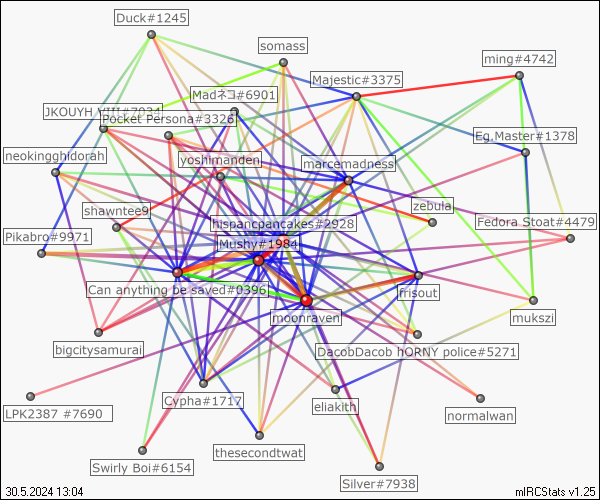 Duck#1245
somass
ming#4742
Majestic#3375
Madネコ#6901
Pocket Persona#3326
Eg.Master#1378
neokingghidorah
yoshimanden
marcemadness
zebula
shawntee9
hispancpancakes#2928
Fedora Stoat#4479
Pikabro#9971
Mushy#1984
Can anything be saved#0396
frisout
moonraven
mukszi
bigcitysamurai
DacobDacob hORNY police#5271
Cypha#1717
eliakith
LPK2387 #7690
normalwan
thesecondtwat
Swirly Boi#6154
Silver#7938
30.5.2024 13:04
mIRCStats v1.25